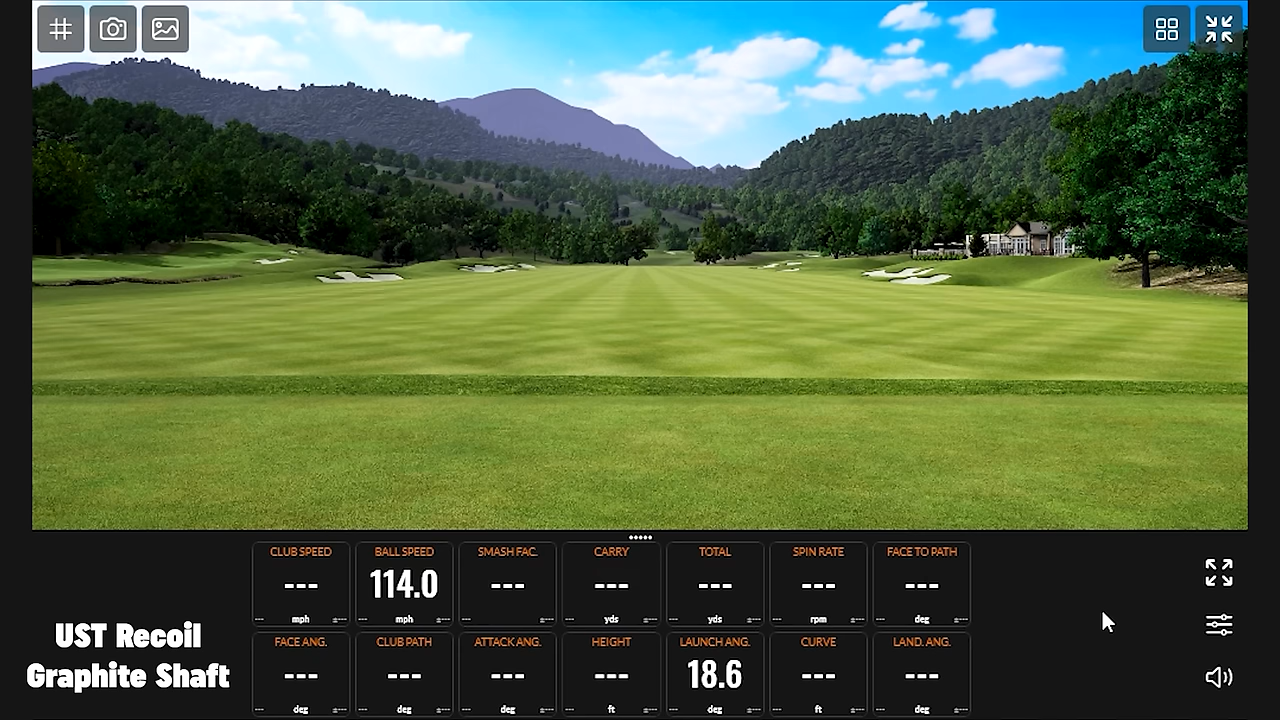 CLUB SPEED
---
mph
--- ±---
BALL SPEED
114.0
mph
--- ±---
SMASH FAC.
---
--- ±---
CARRY
---
yds
--- ±---
TOTAL
---
yds
--- ±---
SPIN RATE
---
rpm
--- ±---
FACE TO PATH
---
deg
--- ±---
UST Recoil
Graphite Shaft
FACE ANG.
---
deg
--- ±---
CLUB PATH
---
deg
--- ±---
ATTACK ANG.
---
deg
--- ±---
HEIGHT
---
ft
--- ±---
LAUNCH ANG.
18.6
deg
--- ±---
CURVE
---
ft
--- ±---
LAND. ANG.
---
deg
--- ±---